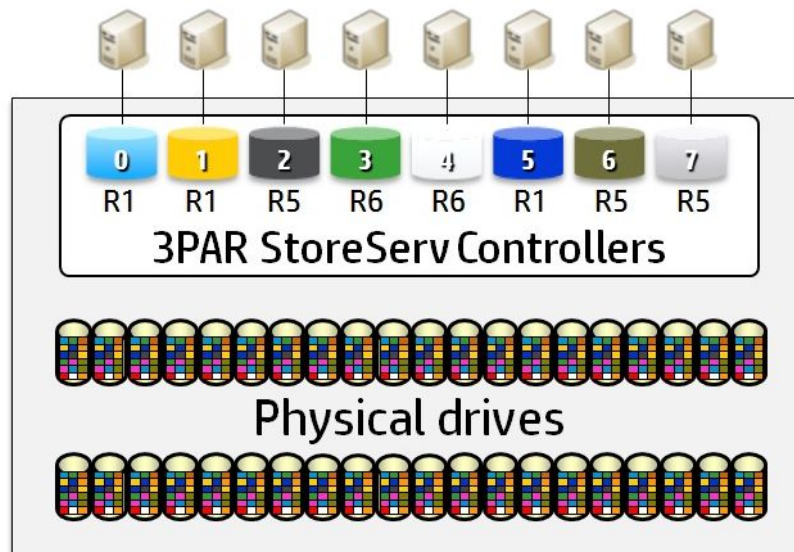 0 1 2 3 4 5 6 7
R1 R1 R5 R6 R6 R1 R5 R5
3PAR StoreServ Controllers
Physical drives